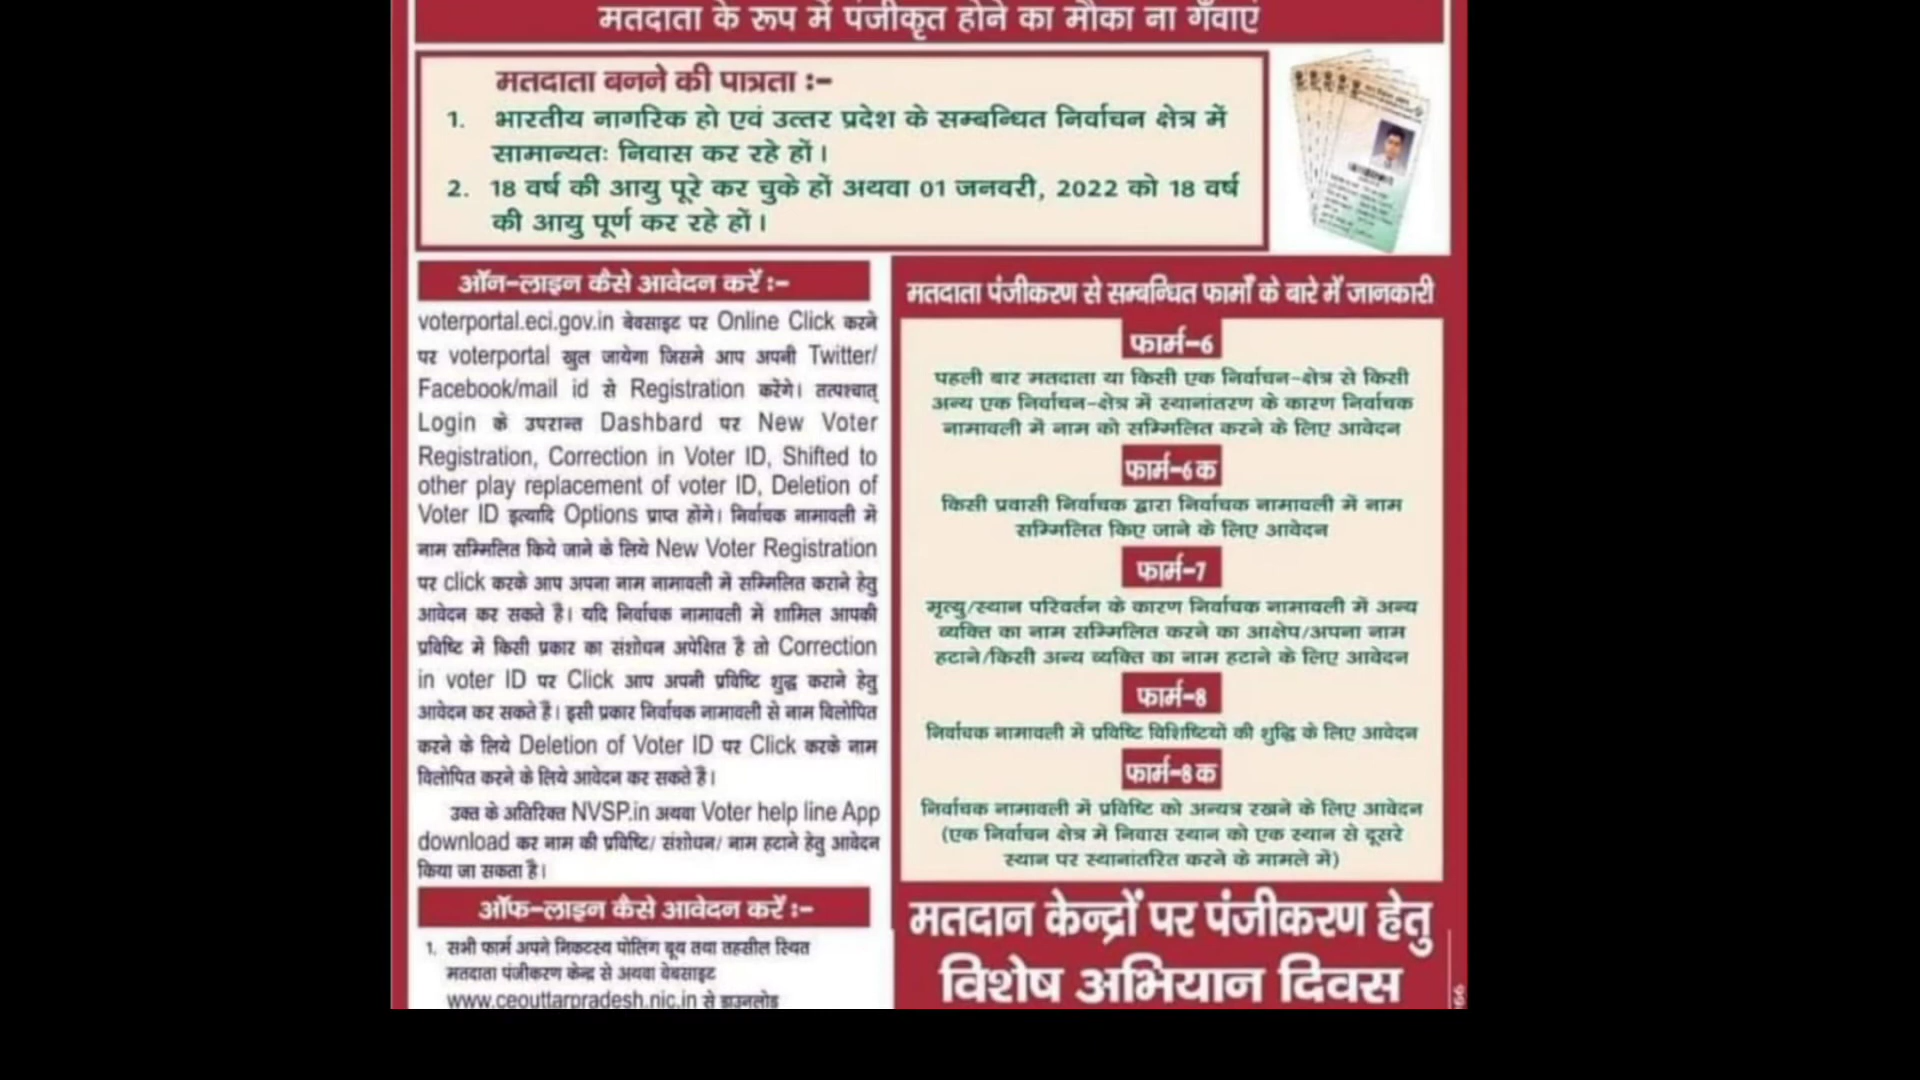 मतदाता के रूप में पंजीकृत होने का मौका ना गँवाएं
मतदाता बनने की पात्रता :-
1. भारतीय नागरिक हो एवं उत्तर प्रदेश के सम्बन्धित निर्वाचन क्षेत्र में
सामान्यतः निवास कर रहे हों।
2. 18 वर्ष की आयु पूरे कर चुके हों अथवा 01 जनवरी, 2022 को 18 वर्ष
की आयु पूर्ण कर रहे हों।
ऑन-लाइन कैसे आवेदन करें :-
voterportal.eci.gov.in वेबसाइट पर Online Click करने
पर voterportal खुल जायेगा जिसमे आप अपनी Twitter/
Facebook/mail id से Registration करेंगे। तत्पश्चात्
Login के उपरान्त Dashbard पर New Voter
Registration, Correction in Voter ID, Shifted to
other play replacement of voter ID, Deletion of
Voter ID इत्यादि Options प्राप्त होंगे। निर्वाचक नामावली में
नाम सम्मिलित किये जाने के लिये New Voter Registration
पर click करके आप अपना नाम नामावली में सम्मिलित कराने हेतु
आवेदन कर सकते है। यदि निर्वाचक नामावली में शामिल आपकी
प्रविष्टि में किसी प्रकार का संशोधन अपेक्षित है तो Correction
in voter ID पर Click आप अपनी प्रविष्टि शुद्ध कराने हेतु
आवेदन कर सकते है। इसी प्रकार निर्वाचक नामावली से नाम विलोपित
करने के लिये Deletion of Voter ID पर Click करके नाम
विलोपित करने के लिये आवेदन कर सकते है।
उक्त के अतिरिक्त NVSP.in अथवा Voter help line App
download कर नाम की प्रविष्टि/ संशोधन/ नाम हटाने हेतु आवेदन
किया जा सकता है।
ऑफ-लाइन कैसे आवेदन करें :-
1. सभी फार्म अपने निकटस्थ पोलिंग बूथ तथा तहसील स्थित
मतदाता पंजीकरण केन्द्र से अथवा वेबसाइट
www.ceouttarpradesh.nic.in से डाउनलोड
मतदाता पंजीकरण से सम्बन्धित फार्मों के बारे में जानकारी
फार्म-6
पहली बार मतदाता या किसी एक निर्वाचन-क्षेत्र से किसी
अन्य एक निर्वाचन-क्षेत्र में स्थानांतरण के कारण निर्वाचक
नामावली में नाम को सम्मिलित करने के लिए आवेदन
फार्म-6क
किसी प्रवासी निर्वाचक द्वारा निर्वाचक नामावली में नाम
सम्मिलित किए जाने के लिए आवेदन
फार्म-7
मृत्यु/स्थान परिवर्तन के कारण निर्वाचक नामावली में अन्य
व्यक्ति का नाम सम्मिलित करने का आक्षेप/अपना नाम
हटाने/किसी अन्य व्यक्ति का नाम हटाने के लिए आवेदन
फार्म-8
निर्वाचक नामावली में प्रविष्टि विशिष्टियों की शुद्धि के लिए आवेदन
फार्म-8क
निर्वाचक नामावली में प्रविष्टि को अन्यत्र रखने के लिए आवेदन
(एक निर्वाचन क्षेत्र में निवास स्थान को एक स्थान से दूसरे
स्थान पर स्थानांतरित करने के मामले में)
मतदान केन्द्रों पर पंजीकरण हेतु
विशेष अभियान दिवस